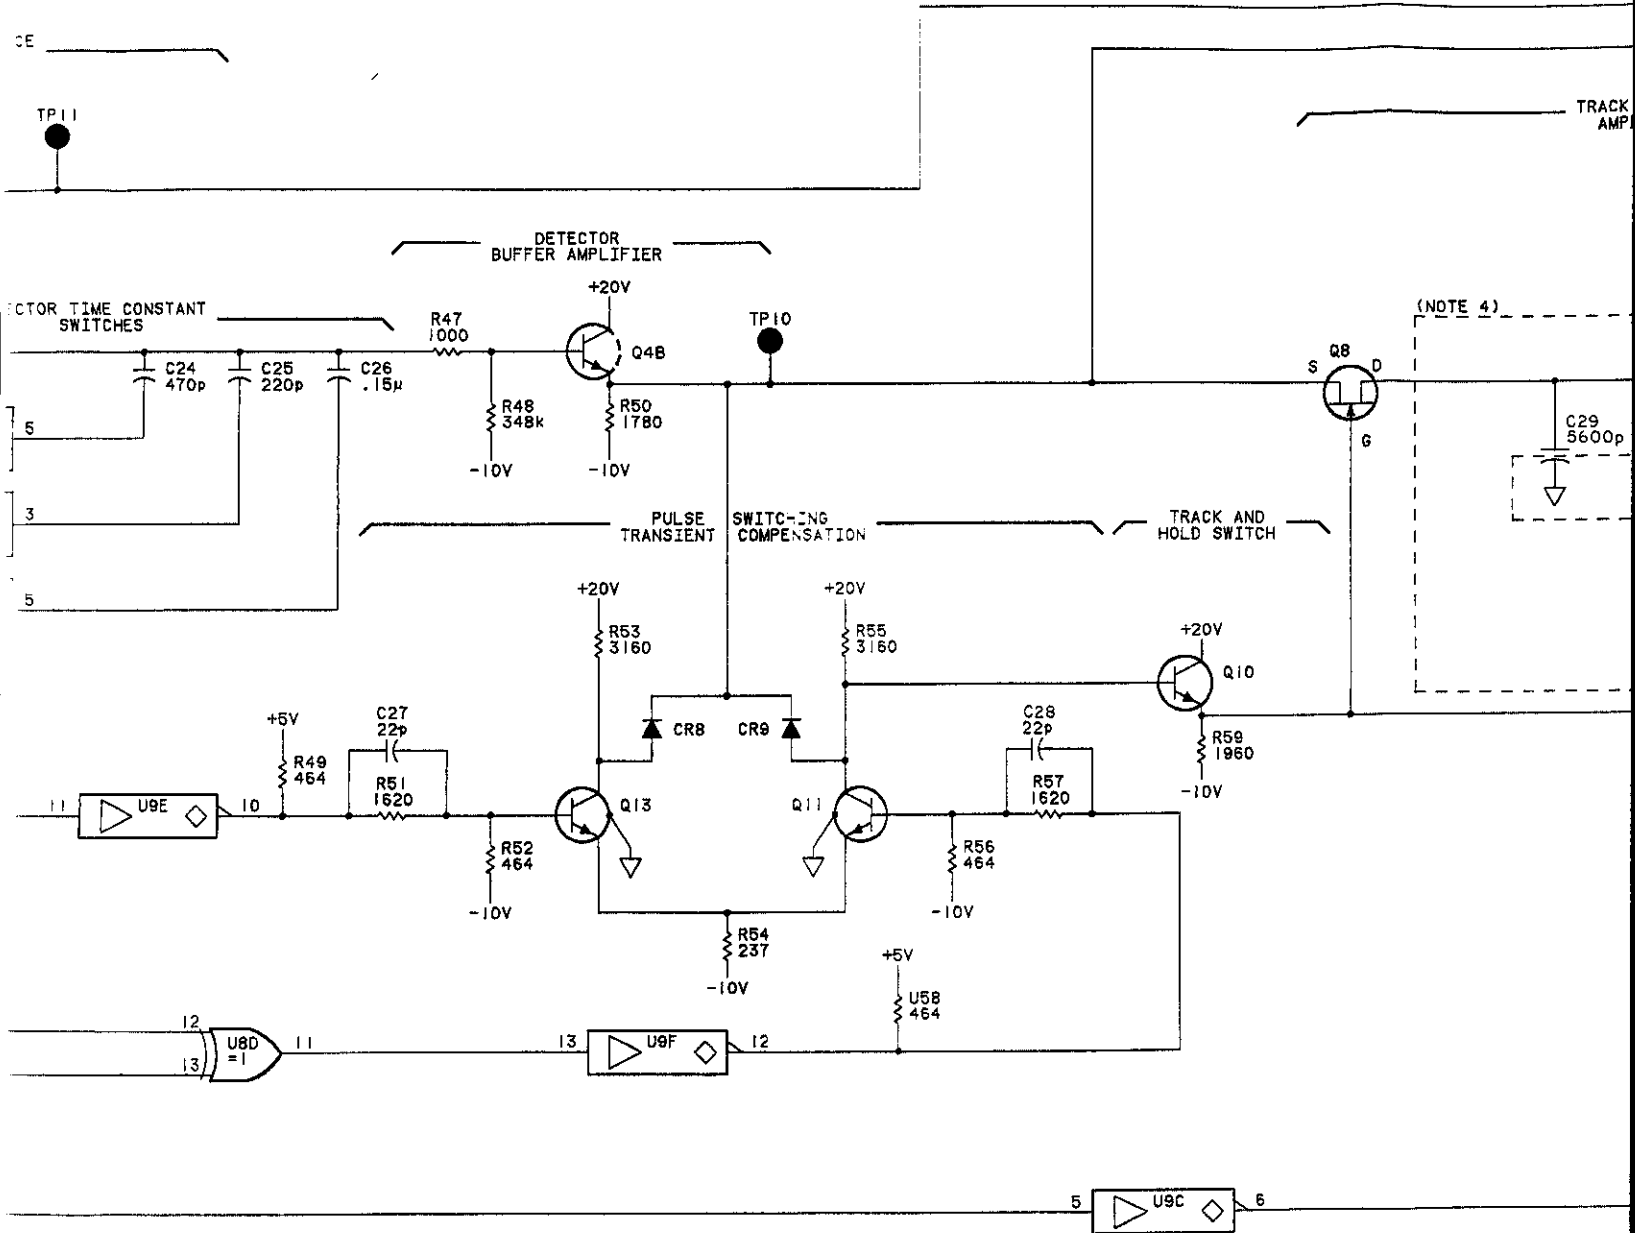 TP11
TRACK
DETECTOR
BUFFER AMPLIFIER
+20V
TIME CONSTANT
SWITCHES
R47
1000
Q4B
TP10
(NOTE 4)
Q8
S
D
G
C24
470p
C25
220p
C26
.15µ
R48
348k
R50
1780
-10V
-10V
C29
5600p
5
3
5
PULSE SWITCHING
TRANSIENT COMPENSATION
TRACK AND
HOLD SWITCH
+20V
+20V
+20V
R53
3160
R55
3160
Q10
CR8
CR9
C27
22p
C28
22p
+5V
R49
464
R51
1620
R57
1620
R59
1960
-10V
11
U9E
10
Q13
Q11
R52
464
R56
464
-10V
-10V
R54
237
-10V
+5V
U58
464
12
13
U8D
=1
11
13
U9F
12
5
U9C
6